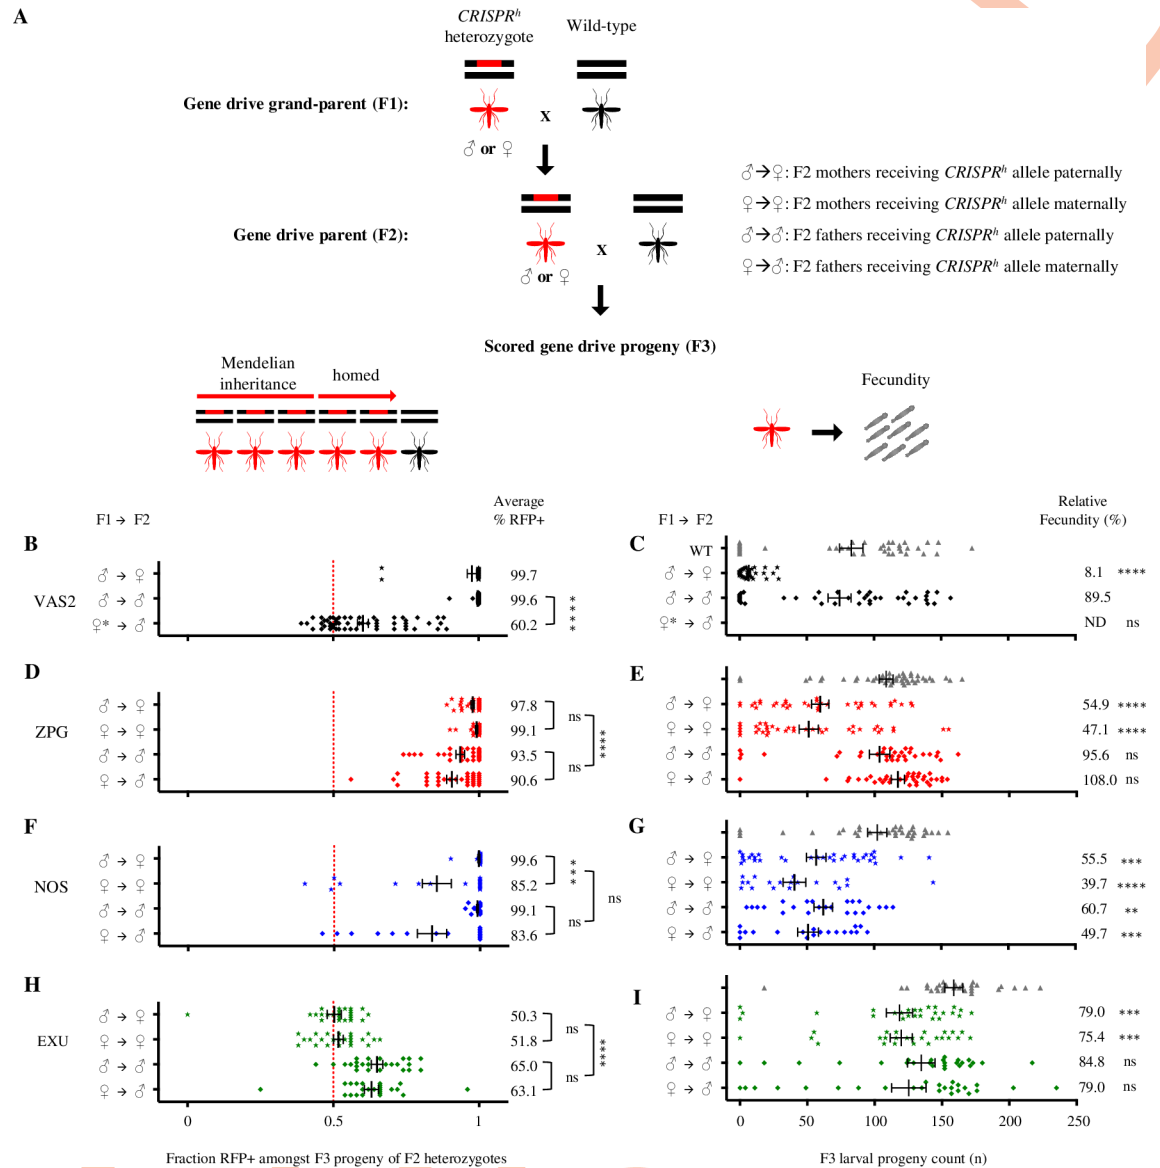 A
CRISPRʰ
heterozygote
Wild-type
Gene drive grand-parent (F1):
X
♂ or ♀
♂→♀: F2 mothers receiving CRISPRʰ allele paternally
♀→♀: F2 mothers receiving CRISPRʰ allele maternally
♂→♂: F2 fathers receiving CRISPRʰ allele paternally
♀→♂: F2 fathers receiving CRISPRʰ allele maternally
Gene drive parent (F2):
X
♂ or ♀
Scored gene drive progeny (F3)
Mendelian
inheritance
homed
Fecundity
F1 → F2
Average
% RFP+
B
VAS2
♂ → ♀ 99.7
♂ → ♂ 99.6
♀* → ♂ 60.2
****
F1 → F2
Relative
Fecundity (%)
C
WT
♂ → ♀ 8.1 ****
♂ → ♂ 89.5
♀* → ♂ ND ns
D
ZPG
♂ → ♀ 97.8
♀ → ♀ 99.1
♂ → ♂ 93.5
♀ → ♂ 90.6
ns
ns
****
E
♂ → ♀ 54.9 ****
♀ → ♀ 47.1 ****
♂ → ♂ 95.6 ns
♀ → ♂ 108.0 ns
F
NOS
♂ → ♀ 99.6
♀ → ♀ 85.2
♂ → ♂ 99.1
♀ → ♂ 83.6
***
ns
ns
G
♂ → ♀ 55.5 ***
♀ → ♀ 39.7 ****
♂ → ♂ 60.7 **
♀ → ♂ 49.7 ***
H
EXU
♂ → ♀ 50.3
♀ → ♀ 51.8
♂ → ♂ 65.0
♀ → ♂ 63.1
ns
ns
****
0 0.5 1
Fraction RFP+ amongst F3 progeny of F2 heterozygotes
I
♂ → ♀ 79.0 ***
♀ → ♀ 75.4 ***
♂ → ♂ 84.8 ns
♀ → ♂ 79.0 ns
0 50 100 150 200 250
F3 larval progeny count (n)